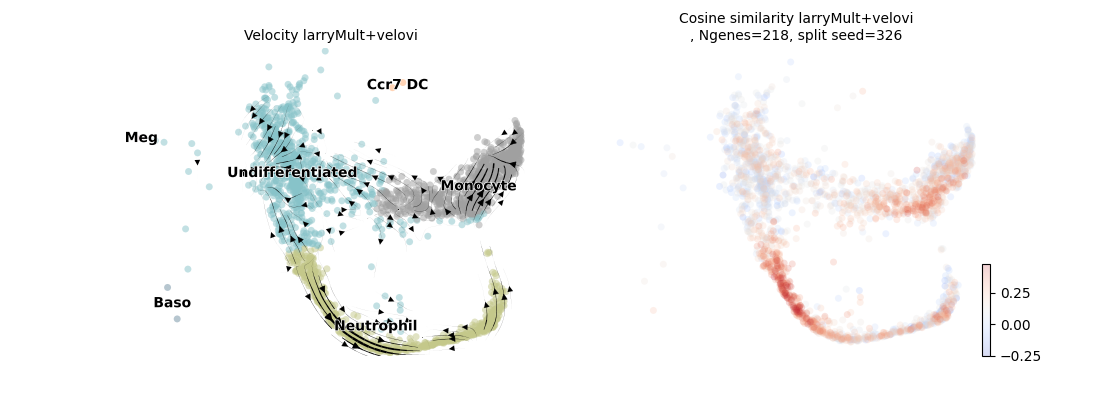 Velocity larryMult+velovi
Ccr7 DC
Meg
Undifferentiated
Monocyte
Baso
Neutrophil
Cosine similarity larryMult+velovi
, Ngenes=218, split seed=326
0.25
0.00
−0.25